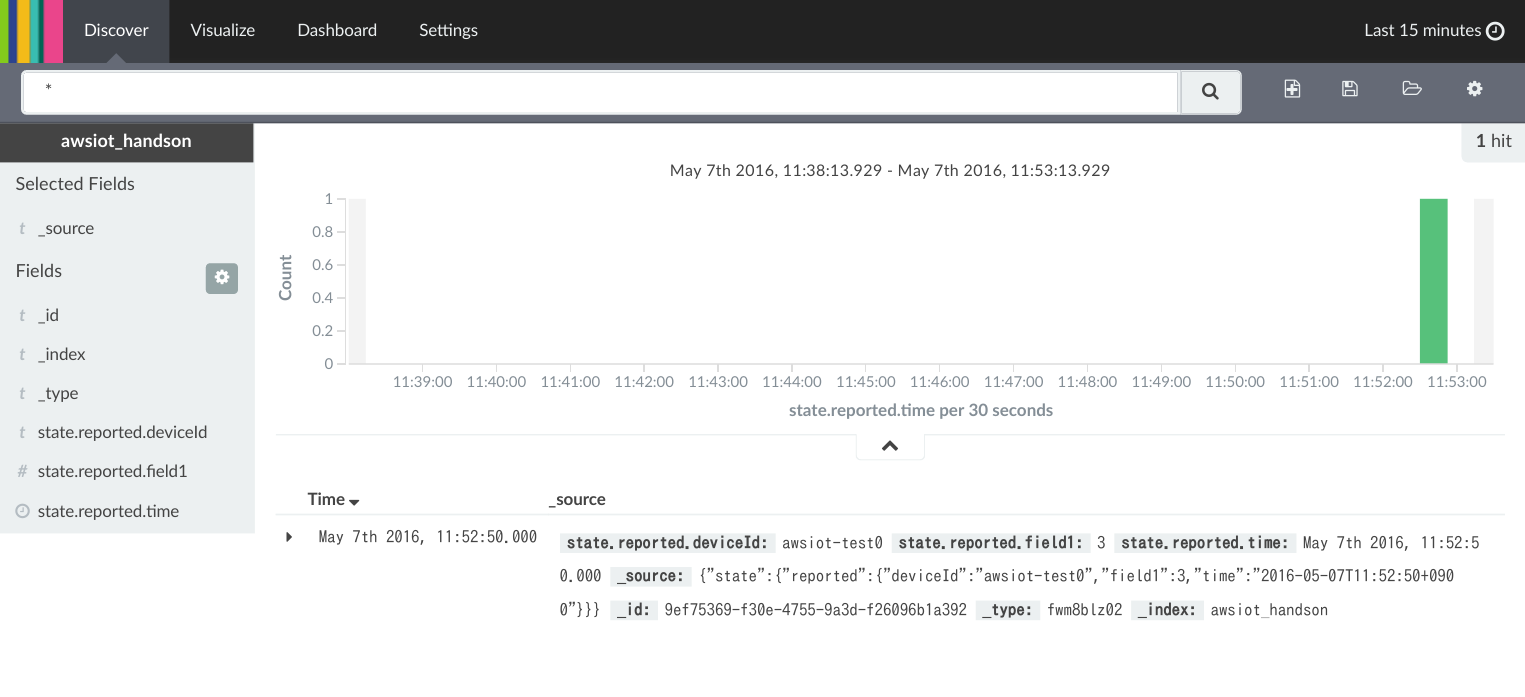 Discover Visualize Dashboard Settings Last 15 minutes
*
awsiot_handson
1 hit
Selected Fields
t _source
Fields
t _id
t _index
t _type
t state.reported.deviceId
# state.reported.field1
state.reported.time
May 7th 2016, 11:38:13.929 - May 7th 2016, 11:53:13.929
Count
1
0.8
0.6
0.4
0.2
0
11:39:00 11:40:00 11:41:00 11:42:00 11:43:00 11:44:00 11:45:00 11:46:00 11:47:00 11:48:00 11:49:00 11:50:00 11:51:00 11:52:00 11:53:00
state.reported.time per 30 seconds
Time _source
May 7th 2016, 11:52:50.000 state.reported.deviceId: awsiot-test0 state.reported.field1: 3 state.reported.time: May 7th 2016, 11:52:5
0.000 _source: {"state":{"reported":{"deviceId":"awsiot-test0","field1":3,"time":"2016-05-07T11:52:50+090
0"}}} _id: 9ef75369-f30e-4755-9a3d-f26096b1a392 _type: fwm8blz02 _index: awsiot_handson